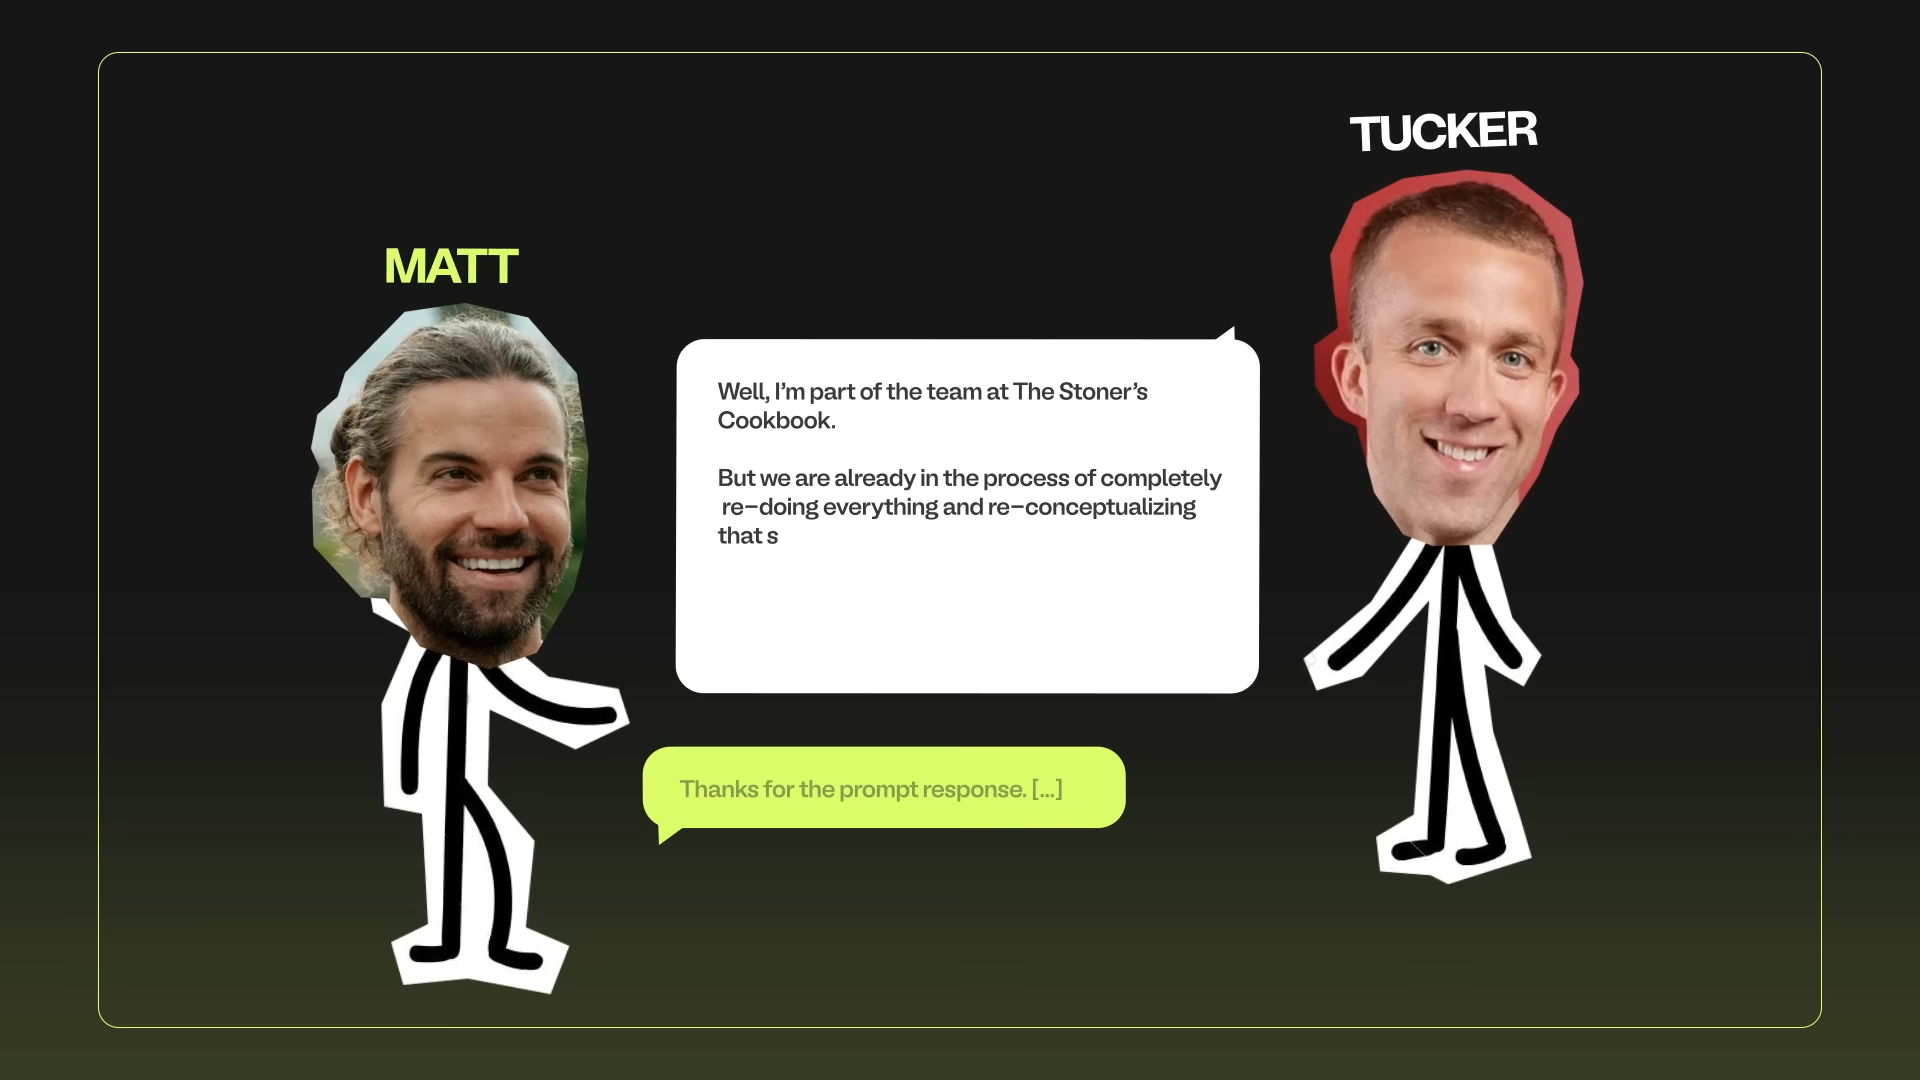 TUCKER
MATT
Well, I’m part of the team at The Stoner’s
Cookbook.
But we are already in the process of completely
re–doing everything and re–conceptualizing
that s
Thanks for the prompt response. [...]